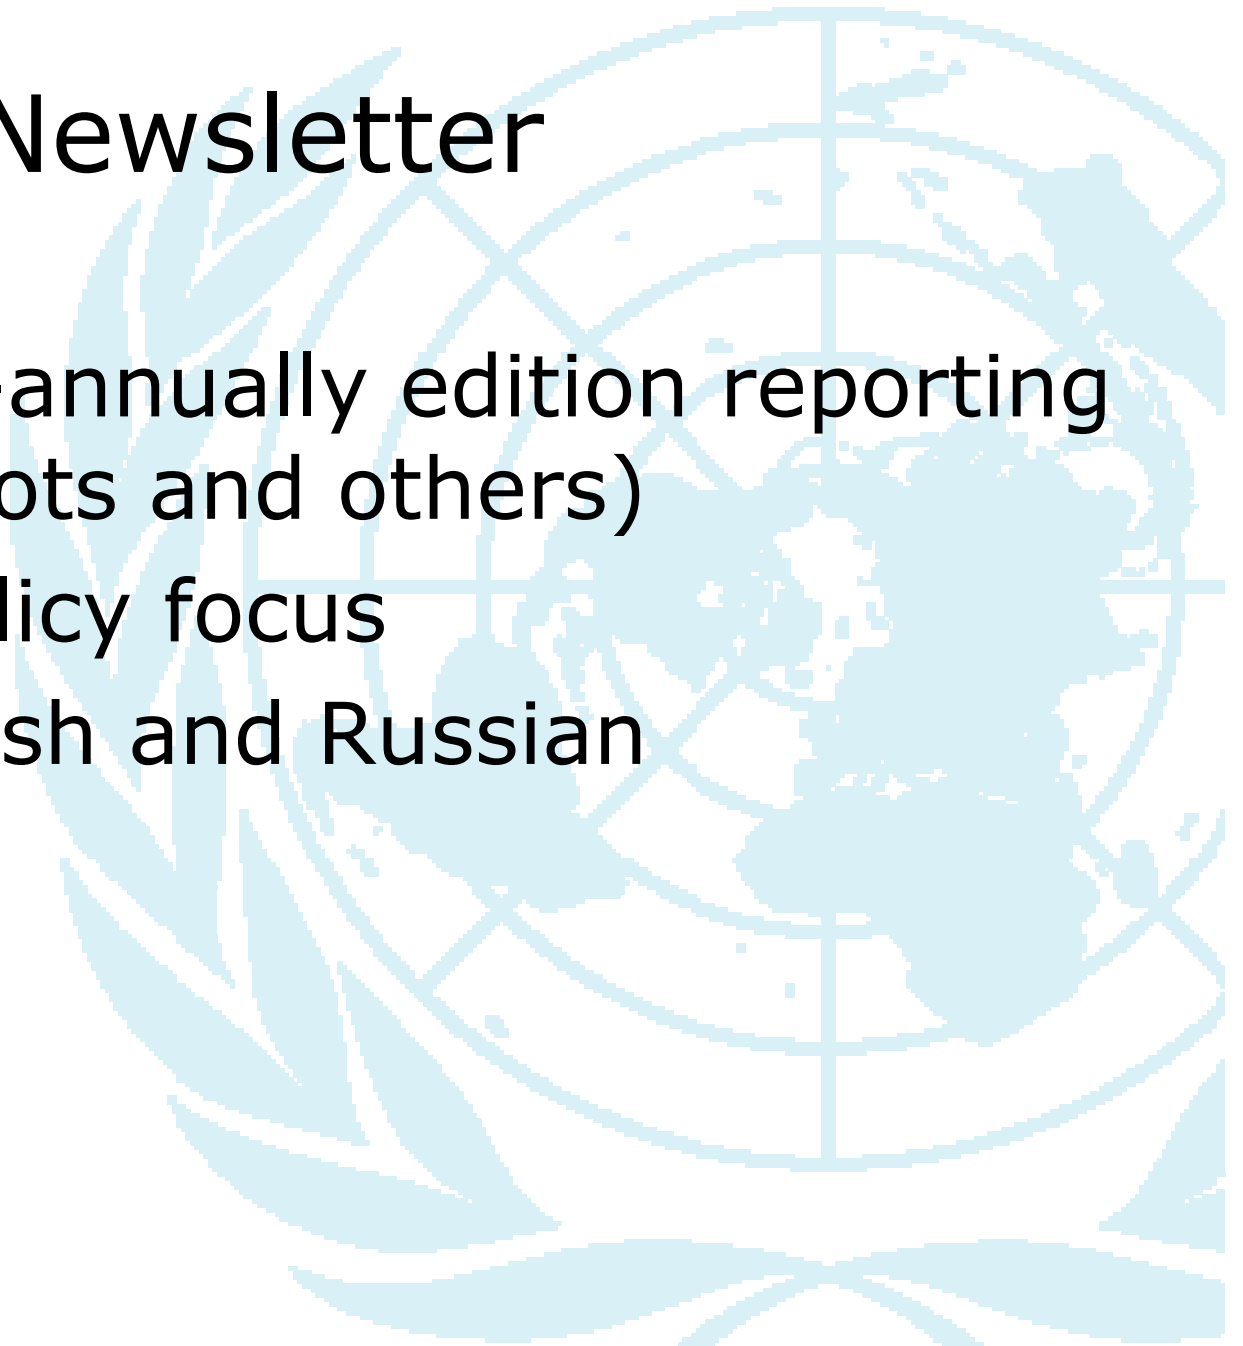 Newsletter
-annually edition reporting
ots and others)
licy focus
sh and Russian